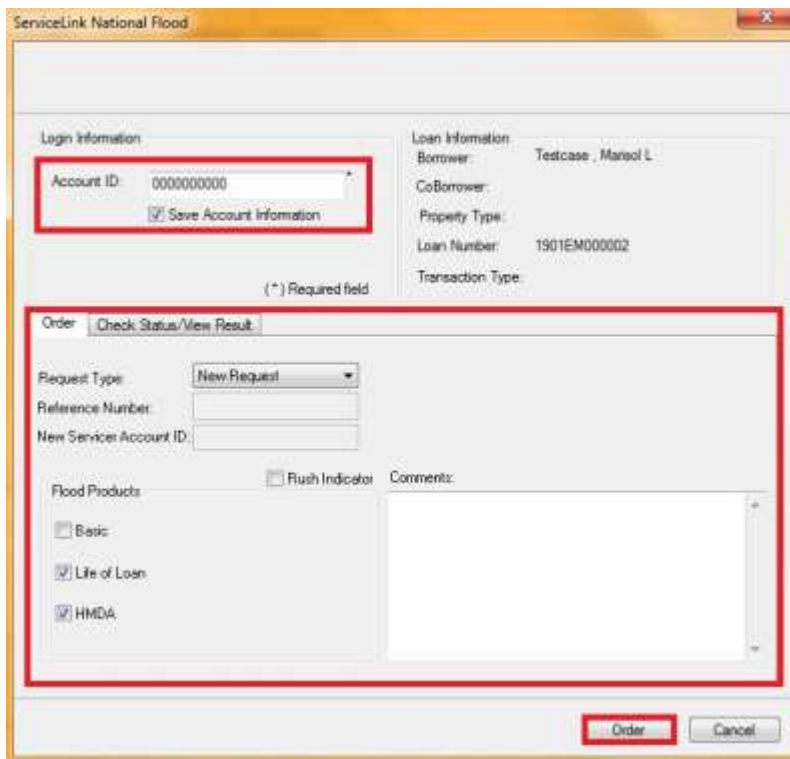 ServiceLink National Flood
Login Information
Account ID: 0000000000 *
Save Account Information
(*) Required field
Loan Information
Borrower: Testcase , Marisol L
CoBorrower:
Property Type:
Loan Number: 1901EM000002
Transaction Type:
Order Check Status/View Result
Request Type: New Request
Reference Number:
New Servicer Account ID:
Rush Indicator
Flood Products
Basic
Life of Loan
HMDA
Comments:
Order Cancel